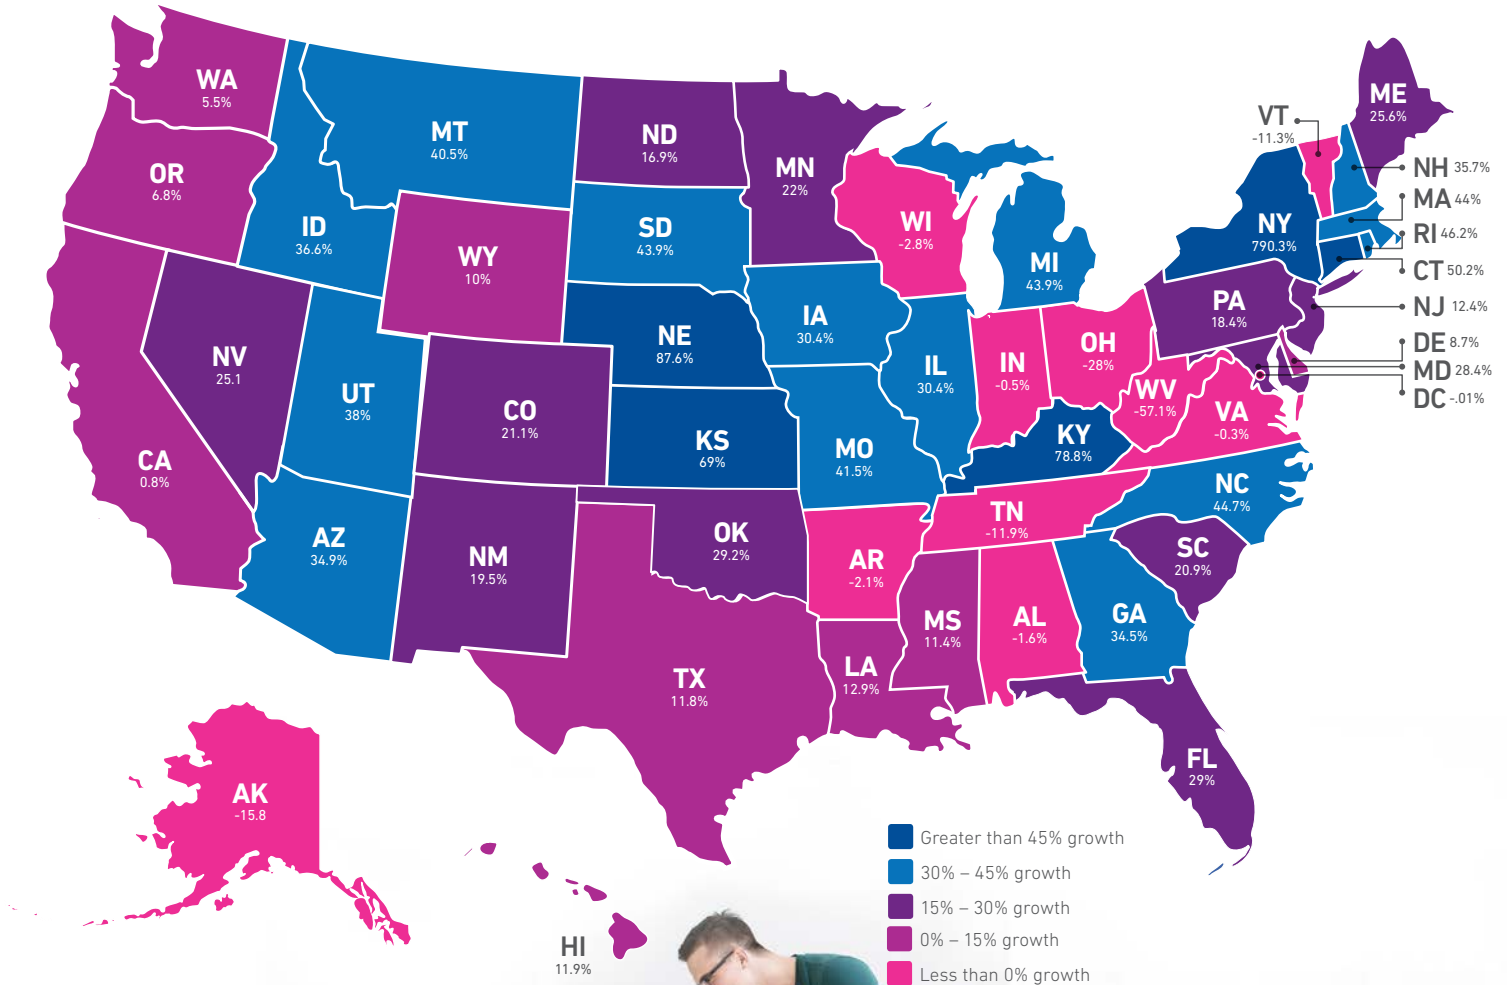 WA
5.5%
OR
6.8%
CA
0.8%
NV
25.1
ID
36.6%
MT
40.5%
WY
10%
UT
38%
AZ
34.9%
CO
21.1%
NM
19.5%
ND
16.9%
SD
43.9%
NE
87.6%
KS
69%
OK
29.2%
TX
11.8%
MN
22%
IA
30.4%
MO
41.5%
AR
-2.1%
LA
12.9%
WI
-2.8%
IL
30.4%
MI
43.9%
IN
-0.5%
OH
-28%
KY
78.8%
TN
-11.9%
MS
11.4%
AL
-1.6%
GA
34.5%
FL
29%
SC
20.9%
NC
44.7%
VA
-0.3%
WV
-57.1%
PA
18.4%
NY
790.3%
VT
-11.3%
ME
25.6%
NH 35.7%
MA 44%
RI 46.2%
CT 50.2%
NJ 12.4%
DE 8.7%
MD 28.4%
DC -.01%
AK
-15.8
HI
11.9%
Greater than 45% growth
30% – 45% growth
15% – 30% growth
0% – 15% growth
Less than 0% growth